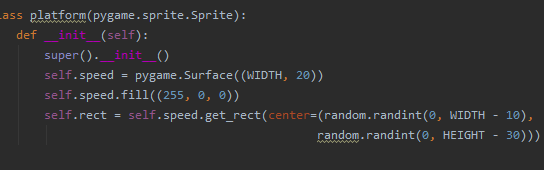 lass platform(pygame.sprite.Sprite):
def __init__(self):
super().__init__()
self.speed = pygame.Surface((WIDTH, 20))
self.speed.fill((255, 0, 0))
self.rect = self.speed.get_rect(center=(random.randint(0, WIDTH - 10),
random.randint(0, HEIGHT - 30)))